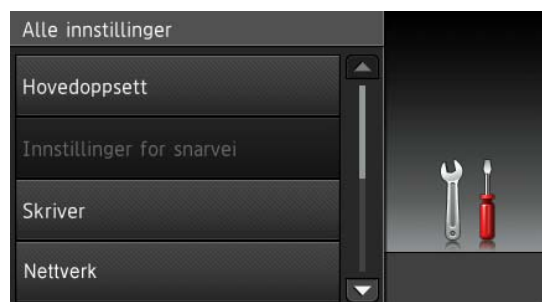 Alle innstillinger
Hovedoppsett
Innstillinger for snarvei
Skriver
Nettverk